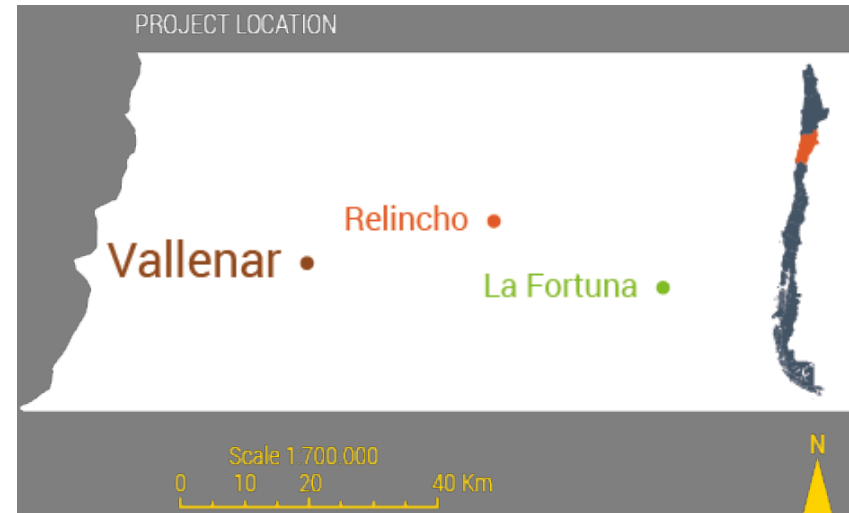 PROJECT LOCATION
Relincho
Vallenar
La Fortuna
Scale 1:700.000
0 10 20 40 Km
N